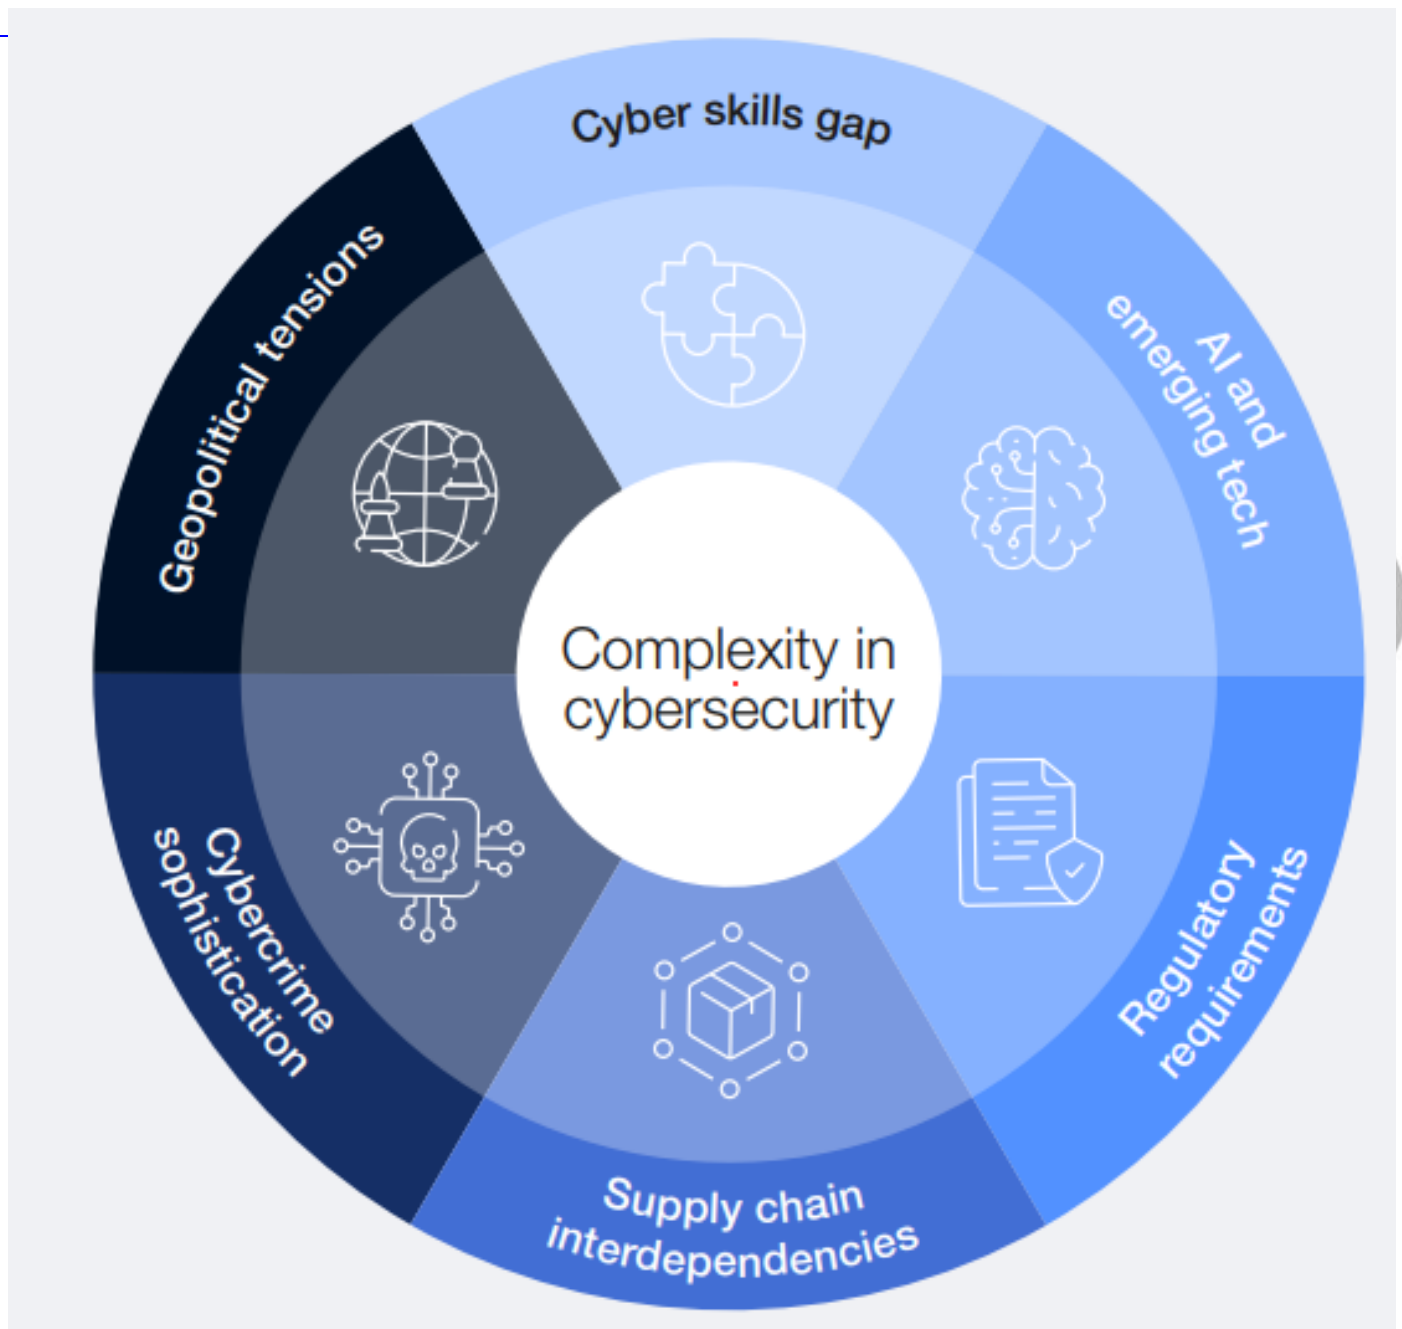 Cyber skills gap
AI and
emerging tech
Regulatory
requirements
Supply chain
interdependencies
Cybercrime
sophistication
Geopolitical tensions
Complexity in
cybersecurity